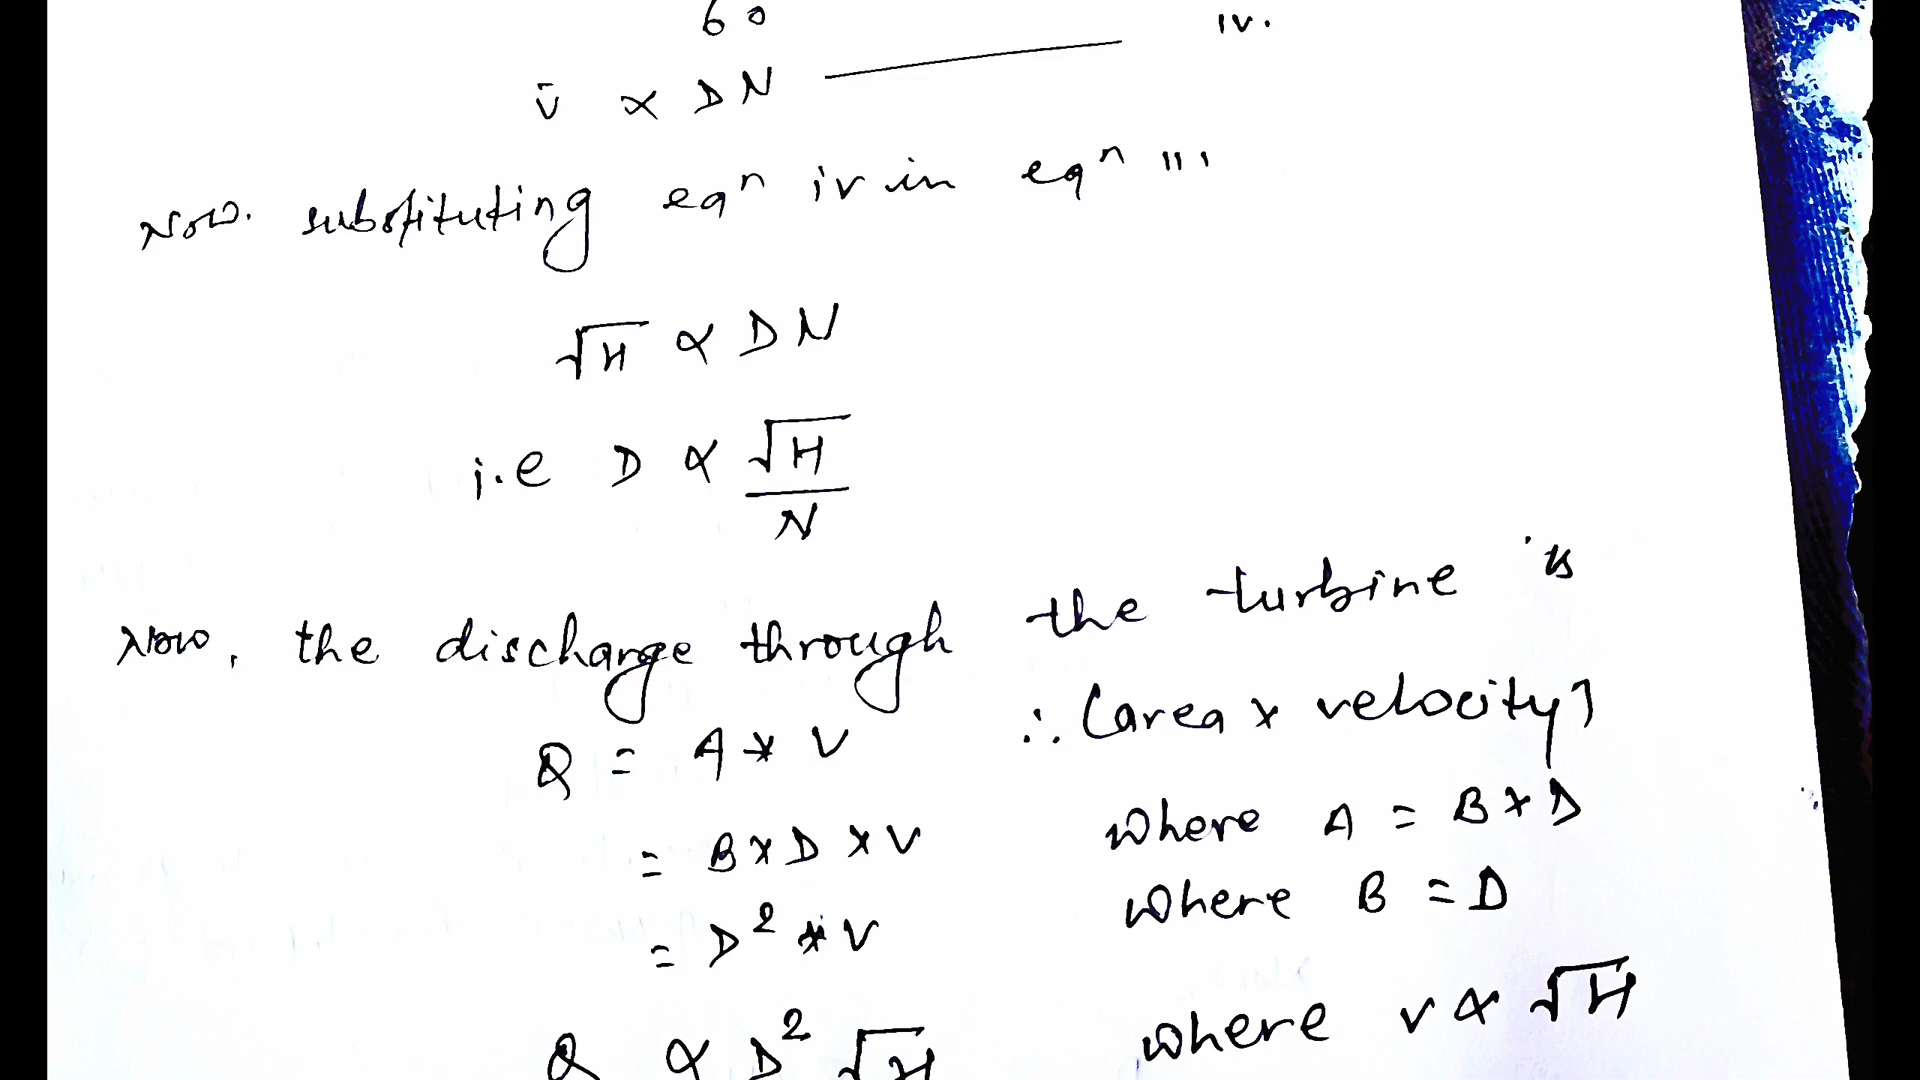 60
iv.
v̄ ∝ DN
Now. substituting eqⁿ iv in eqⁿ III
√H ∝ DN
i.e D ∝ √H / N
Now, the discharge through the turbine is
Q = A * V ∴ (area x velocity)
= B x D x V where A = B x D
= D² * V where B = D
Q ∝ D² √H where v ∝ √H